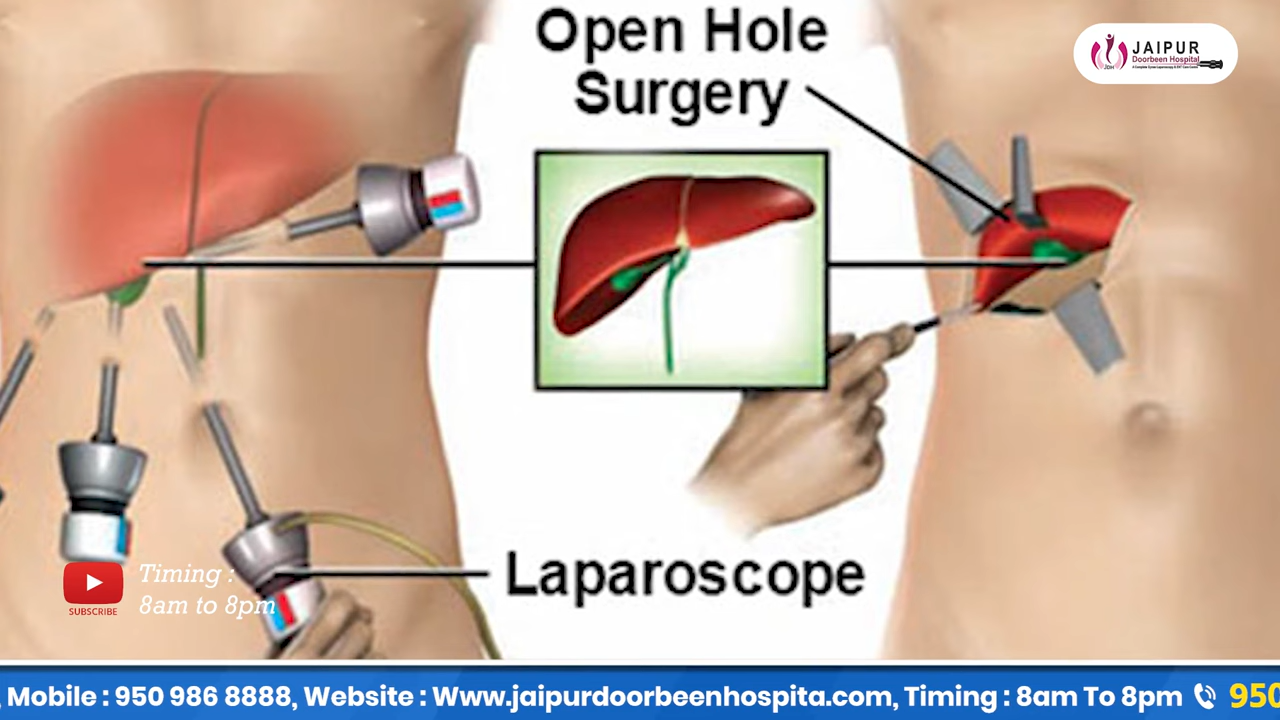 Open Hole
Surgery
JAIPUR
Doorbeen Hospital
Laparoscope
SUBSCRIBE
Timing :
8am to 8pm
, Mobile : 950 986 8888, Website : Www.jaipurdoorbeenhospita.com, Timing : 8am To 8pm 950